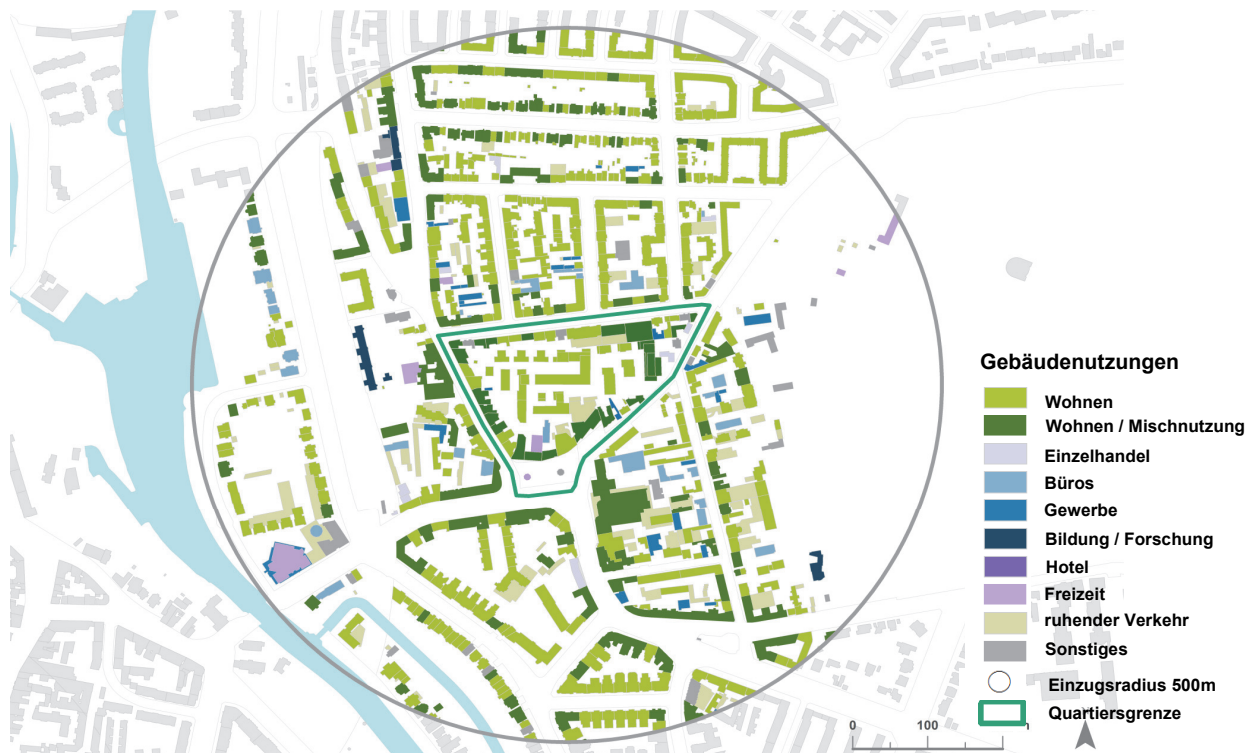 Gebäudenutzungen
Wohnen
Wohnen / Mischnutzung
Einzelhandel
Büros
Gewerbe
Bildung / Forschung
Hotel
Freizeit
ruhender Verkehr
Sonstiges
Einzugsradius 500m
Quartiersgrenze
0 100